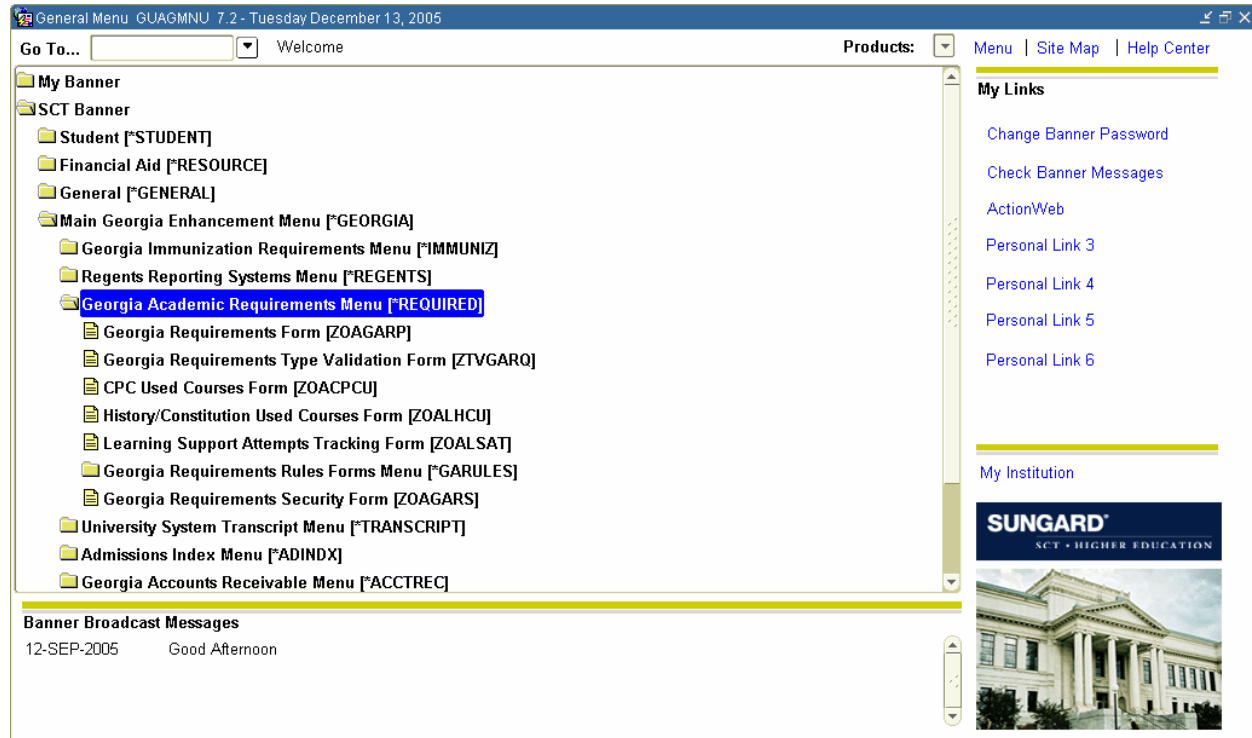 General Menu GUAGMNU 7.2 - Tuesday December 13, 2005
Go To... Welcome Products: Menu | Site Map | Help Center
My Banner
SCT Banner
Student [*STUDENT]
Financial Aid [*RESOURCE]
General [*GENERAL]
Main Georgia Enhancement Menu [*GEORGIA]
Georgia Immunization Requirements Menu [*IMMUNIZ]
Regents Reporting Systems Menu [*REGENTS]
Georgia Academic Requirements Menu [*REQUIRED]
Georgia Requirements Form [ZOAGARP]
Georgia Requirements Type Validation Form [ZTVGARQ]
CPC Used Courses Form [ZOACPCU]
History/Constitution Used Courses Form [ZOALHCU]
Learning Support Attempts Tracking Form [ZOALSAT]
Georgia Requirements Rules Forms Menu [*GARULES]
Georgia Requirements Security Form [ZOAGARS]
University System Transcript Menu [*TRANSCRIPT]
Admissions Index Menu [*ADINDX]
Georgia Accounts Receivable Menu [*ACCTREC]
My Links
Change Banner Password
Check Banner Messages
ActionWeb
Personal Link 3
Personal Link 4
Personal Link 5
Personal Link 6
My Institution
SUNGARD
SCT • HIGHER EDUCATION
Banner Broadcast Messages
12-SEP-2005 Good Afternoon